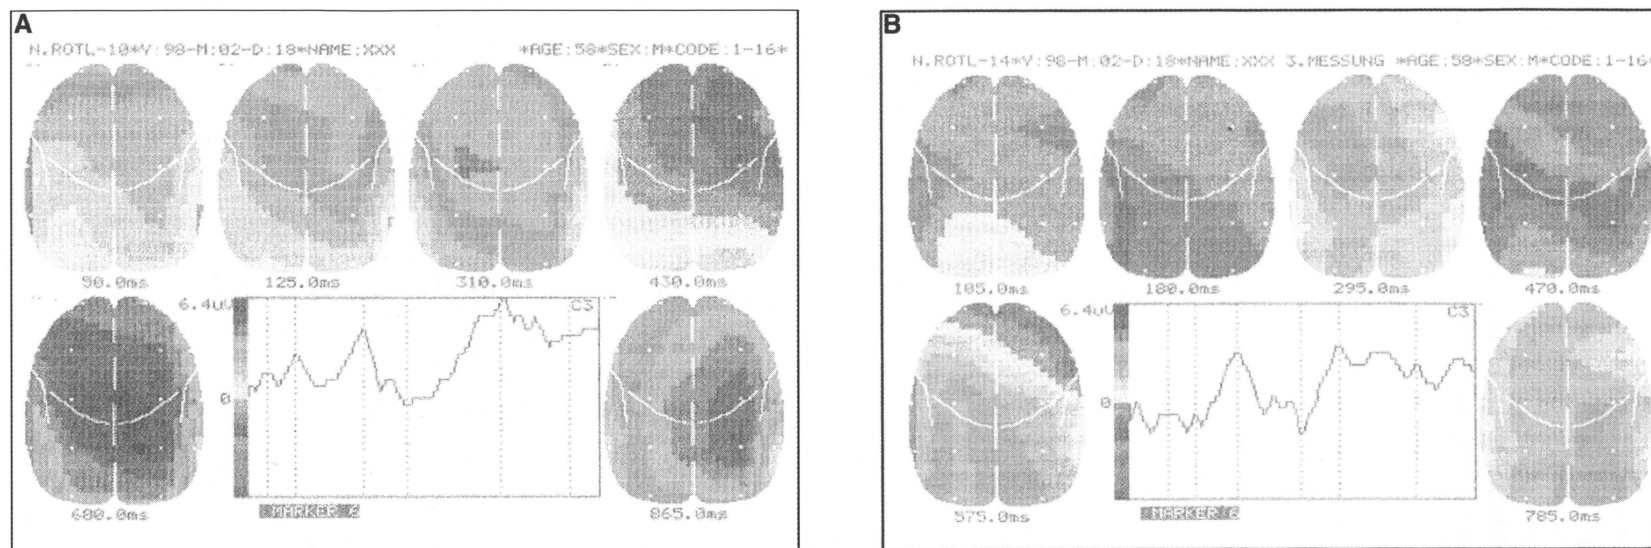 A
N.ROTL-10*Y:98-M:02-D:18*NAME:XXX *AGE:58*SEX:M*CODE:1-16*
50.0ms 125.0ms 310.0ms 430.0ms
6.4uV C3
0
680.0ms MARKER 6 865.0ms
B
N.ROTL-14*Y:98-M:02-D:18*NAME:XXX 3.MESSUNG *AGE:58*SEX:M*CODE:1-16*
105.0ms 180.0ms 295.0ms 470.0ms
6.4uV C3
0
575.0ms MARKER 6 785.0ms